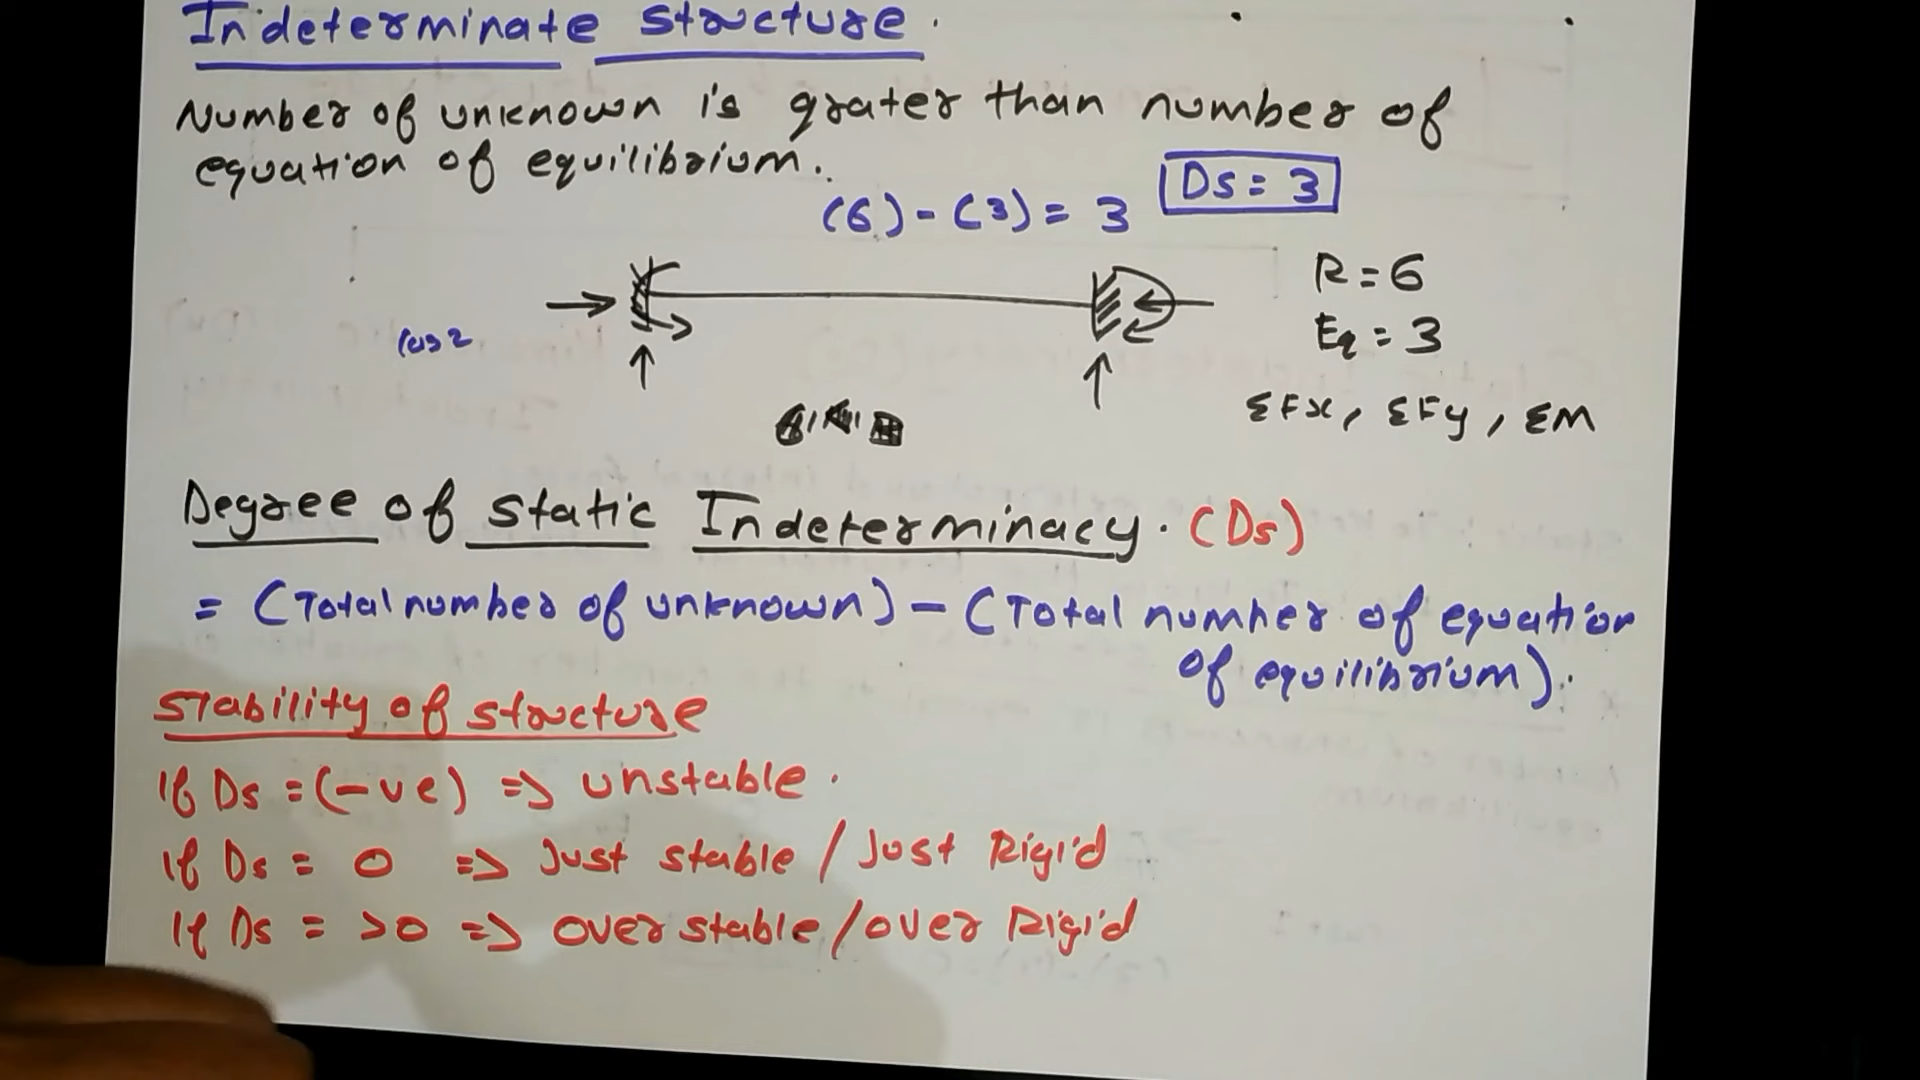 Indeterminate structure.
Number of unknown is grater than number of
equation of equilibrium.
(6) - (3) = 3
Ds = 3
R = 6
Eq = 3
ΣFx, ΣFy, ΣM
Degree of static Indeterminacy. (Ds)
= (Total number of unknown) - (Total number of equation
of equilibrium).
Stability of structure
If Ds = (-ve) => unstable.
If Ds = 0 => Just stable / Just Rigid
If Ds = >0 => over stable / over Rigid